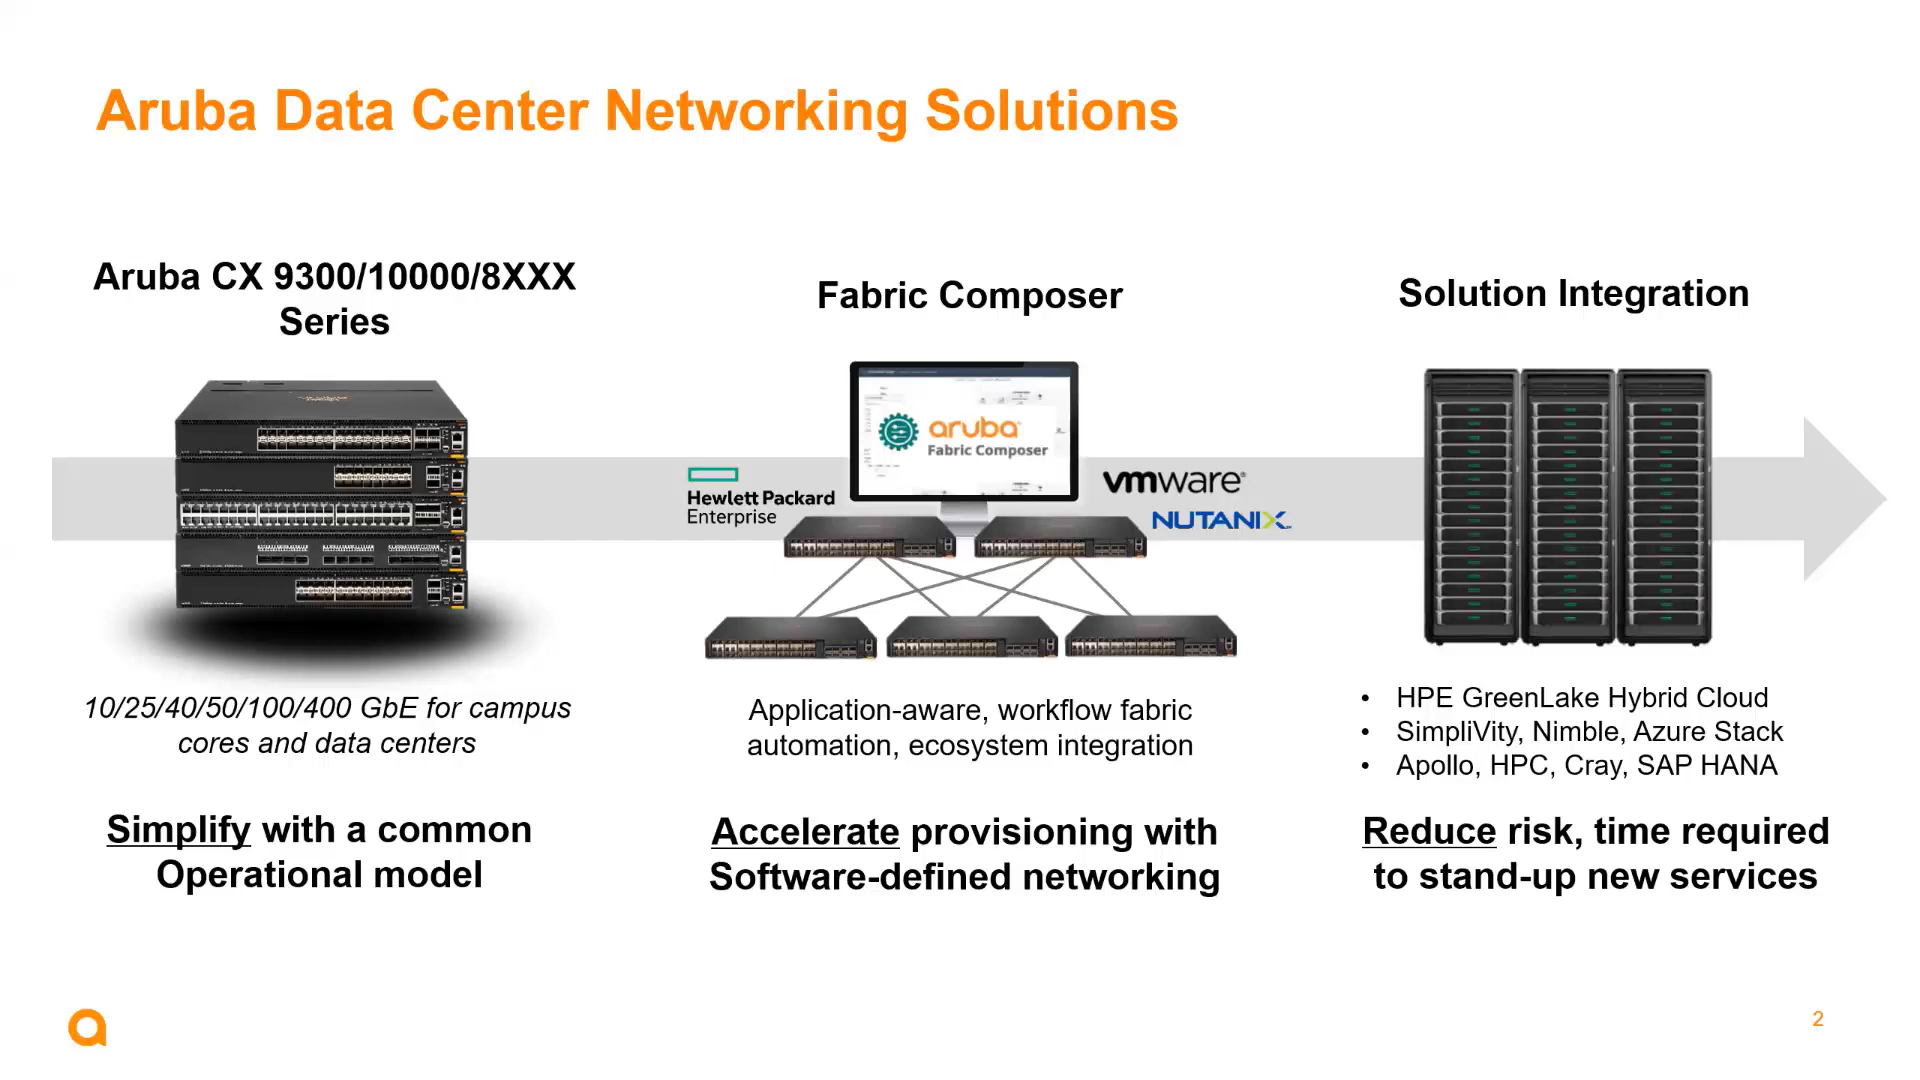 Aruba Data Center Networking Solutions
Aruba CX 9300/10000/8XXX
Series
10/25/40/50/100/400 GbE for campus
cores and data centers
Simplify with a common
Operational model
Fabric Composer
aruba
Fabric Composer
Hewlett Packard
Enterprise
vmware®
NUTANIX
Application-aware, workflow fabric
automation, ecosystem integration
Accelerate provisioning with
Software-defined networking
Solution Integration
• HPE GreenLake Hybrid Cloud
• SimpliVity, Nimble, Azure Stack
• Apollo, HPC, Cray, SAP HANA
Reduce risk, time required
to stand-up new services
2